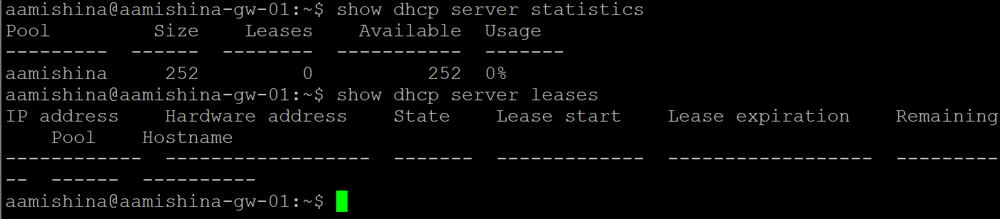 aamishina@aamishina-gw-01:~$ show dhcp server statistics
Pool         Size    Leases    Available  Usage
---------  ------  --------  -----------  -------
aamishina     252         0          252  0%
aamishina@aamishina-gw-01:~$ show dhcp server leases
IP address    Hardware address    State    Lease start    Lease expiration    Remaining
    Pool    Hostname
------------  ------------------  -------  -------------  ------------------  ---------
--  ------  ----------
aamishina@aamishina-gw-01:~$